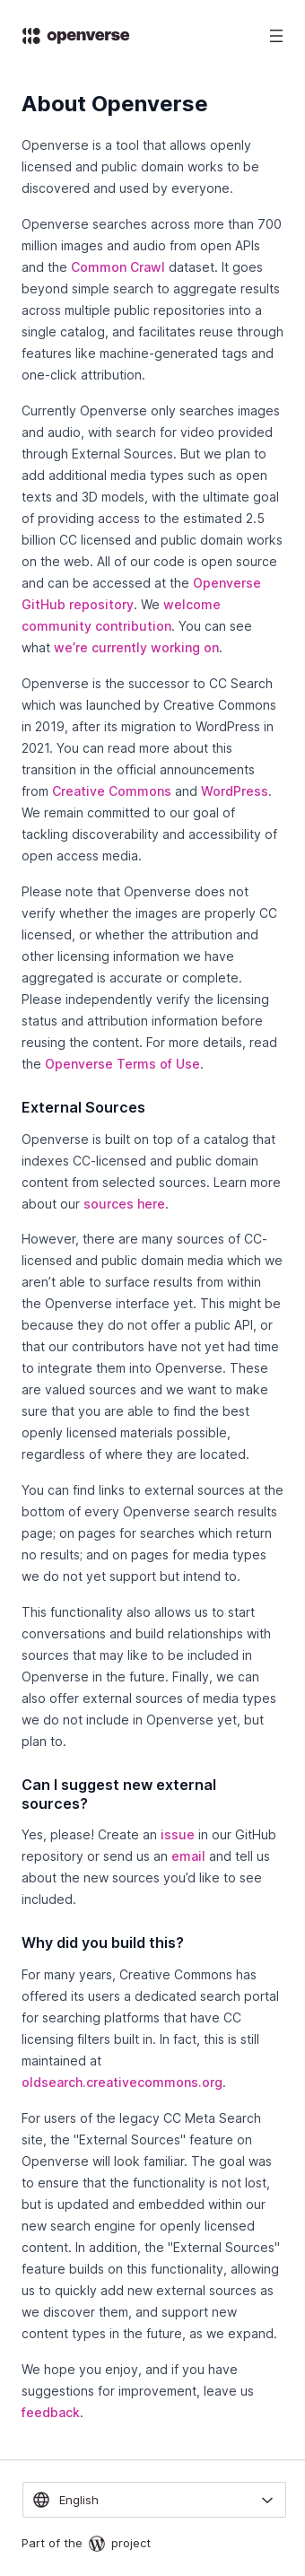 openverse
About Openverse
Openverse is a tool that allows openly
licensed and public domain works to be
discovered and used by everyone.
Openverse searches across more than 700
million images and audio from open APIs
and the Common Crawl dataset. It goes
beyond simple search to aggregate results
across multiple public repositories into a
single catalog, and facilitates reuse through
features like machine-generated tags and
one-click attribution.
Currently Openverse only searches images
and audio, with search for video provided
through External Sources. But we plan to
add additional media types such as open
texts and 3D models, with the ultimate goal
of providing access to the estimated 2.5
billion CC licensed and public domain works
on the web. All of our code is open source
and can be accessed at the Openverse
GitHub repository. We welcome
community contribution. You can see
what we’re currently working on.
Openverse is the successor to CC Search
which was launched by Creative Commons
in 2019, after its migration to WordPress in
2021. You can read more about this
transition in the official announcements
from Creative Commons and WordPress.
We remain committed to our goal of
tackling discoverability and accessibility of
open access media.
Please note that Openverse does not
verify whether the images are properly CC
licensed, or whether the attribution and
other licensing information we have
aggregated is accurate or complete.
Please independently verify the licensing
status and attribution information before
reusing the content. For more details, read
the Openverse Terms of Use.
External Sources
Openverse is built on top of a catalog that
indexes CC-licensed and public domain
content from selected sources. Learn more
about our sources here.
However, there are many sources of CC-
licensed and public domain media which we
aren’t able to surface results from within
the Openverse interface yet. This might be
because they do not offer a public API, or
that our contributors have not yet had time
to integrate them into Openverse. These
are valued sources and we want to make
sure that you are able to find the best
openly licensed materials possible,
regardless of where they are located.
You can find links to external sources at the
bottom of every Openverse search results
page; on pages for searches which return
no results; and on pages for media types
we do not yet support but intend to.
This functionality also allows us to start
conversations and build relationships with
sources that may like to be included in
Openverse in the future. Finally, we can
also offer external sources of media types
we do not include in Openverse yet, but
plan to.
Can I suggest new external
sources?
Yes, please! Create an issue in our GitHub
repository or send us an email and tell us
about the new sources you’d like to see
included.
Why did you build this?
For many years, Creative Commons has
offered its users a dedicated search portal
for searching platforms that have CC
licensing filters built in. In fact, this is still
maintained at
oldsearch.creativecommons.org.
For users of the legacy CC Meta Search
site, the "External Sources" feature on
Openverse will look familiar. The goal was
to ensure that the functionality is not lost,
but is updated and embedded within our
new search engine for openly licensed
content. In addition, the "External Sources"
feature builds on this functionality, allowing
us to quickly add new external sources as
we discover them, and support new
content types in the future, as we expand.
We hope you enjoy, and if you have
suggestions for improvement, leave us
feedback.
English
Part of the project